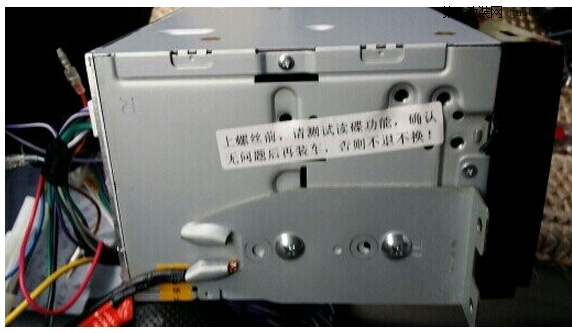 上螺丝前，请测试读碟功能，确认
无问题后再装车，否则不退不换！